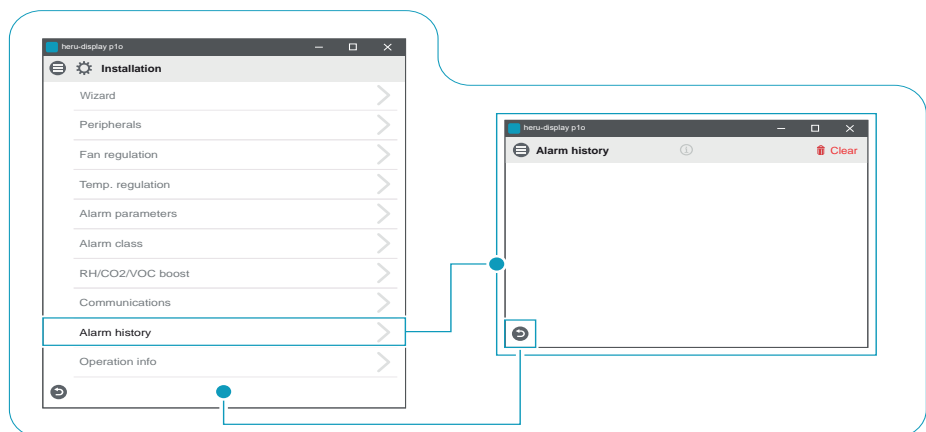 heru-display p1o
Installation
Wizard
Peripherals
Fan regulation
Temp. regulation
Alarm parameters
Alarm class
RH/CO2/VOC boost
Communications
Alarm history
Operation info
heru-display p1o
Alarm history
Clear